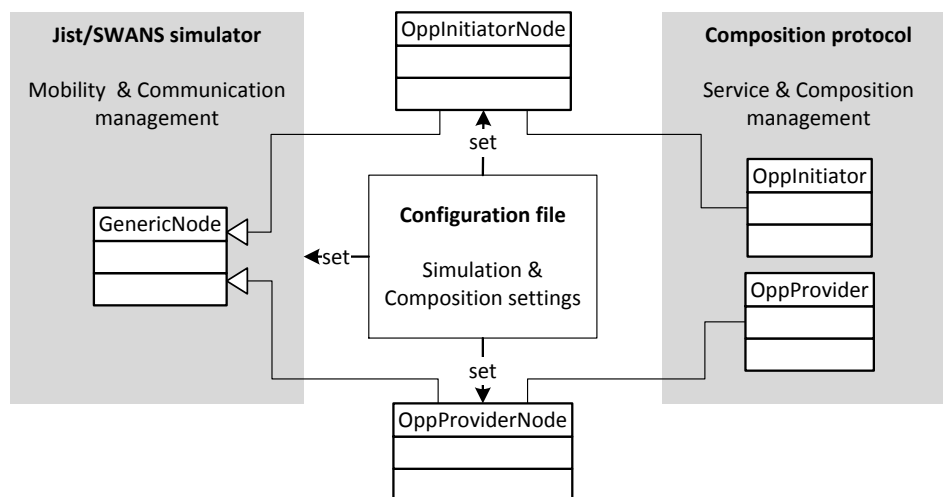 Jist/SWANS simulator
Mobility & Communication
management
GenericNode
OppInitiatorNode
set
Configuration file
Simulation &
Composition settings
set
set
OppProviderNode
Composition protocol
Service & Composition
management
OppInitiator
OppProvider